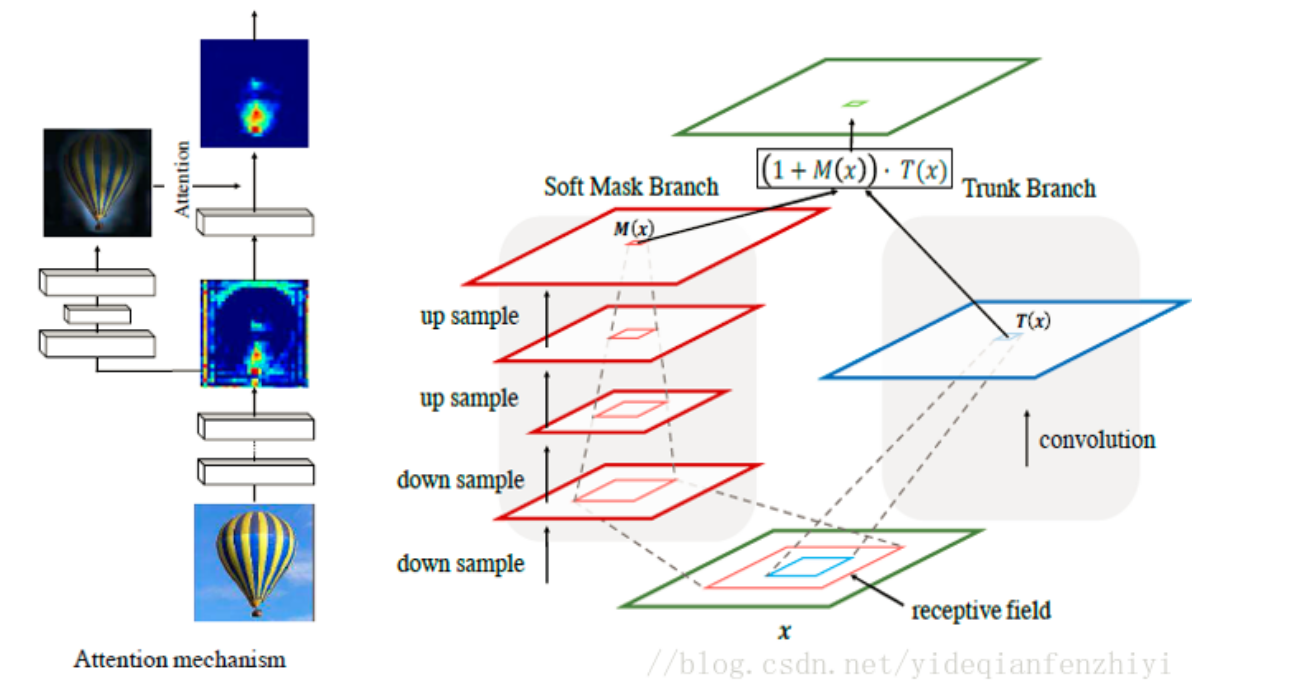 Attention
Attention mechanism
Soft Mask Branch
(1 + M(x)) · T(x)
Trunk Branch
M(x)
up sample
up sample
down sample
down sample
T(x)
convolution
receptive field
x
//blog.csdn.net/yideqianfenzhiyi